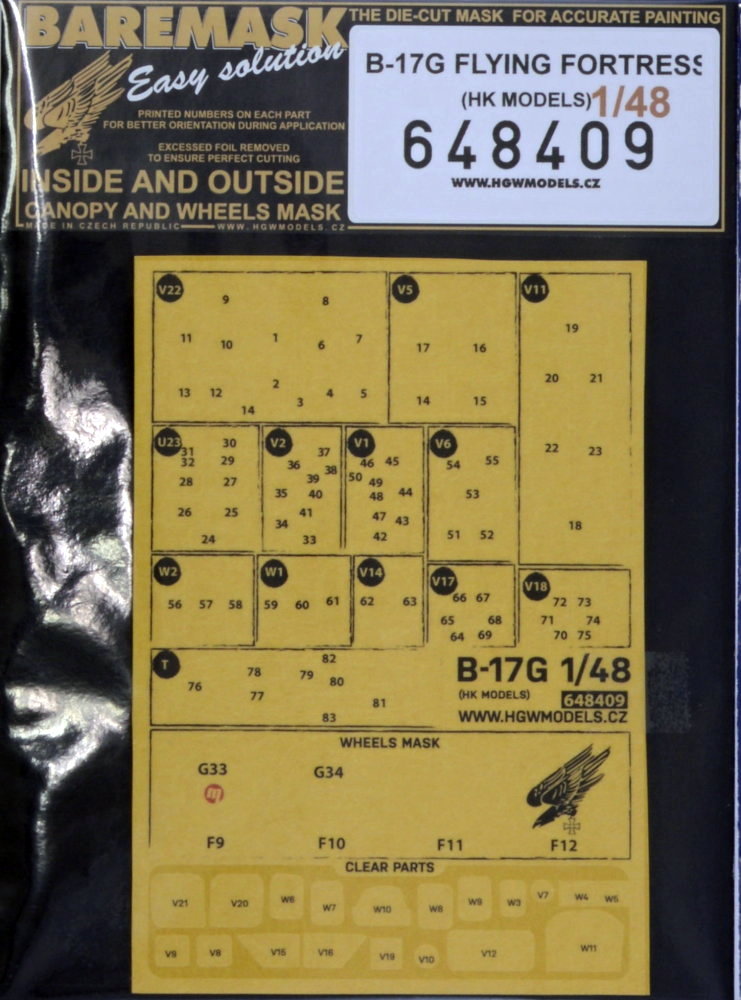 BAREMASK
THE DIE-CUT MASK FOR ACCURATE PAINTING
Easy solution
PRINTED NUMBERS ON EACH PART
FOR BETTER ORIENTATION DURING APPLICATION
EXCESSED FOIL REMOVED
TO ENSURE PERFECT CUTTING
INSIDE AND OUTSIDE
CANOPY AND WHEELS MASK
MADE IN CZECH REPUBLIC WWW.HGWMODELS.CZ
B-17G FLYING FORTRESS
(HK MODELS) 1/48
648409
WWW.HGWMODELS.CZ
V22 9 8
11 10 1 6 7
13 12 2 3 4 5
14
V5
17 16
14 15
V11
19
20 21
22 23
18
U23 30
31
32 29
28 27
26 25
24
V2 37
36 38
39
35 40
41
34
33
V1
46 45
50 49
48 44
47 43
42
V6
54 55
53
51 52
W2
56 57 58
W1
59 60 61
V14
62 63
V17
66 67
65 68
64 69
V18
72 73
71 74
70 75
T
82
78 79 80
76 77
81
83
B-17G 1/48
(HK MODELS) 648409
WWW.HGWMODELS.CZ
WHEELS MASK
G33 G34
m
F9 F10 F11 F12
CLEAR PARTS
V21 V20 W6 W7 W10 W8 W9 W3 V7 W4 W5
V9 V8 V15 V16 V19 V10 V12 W11